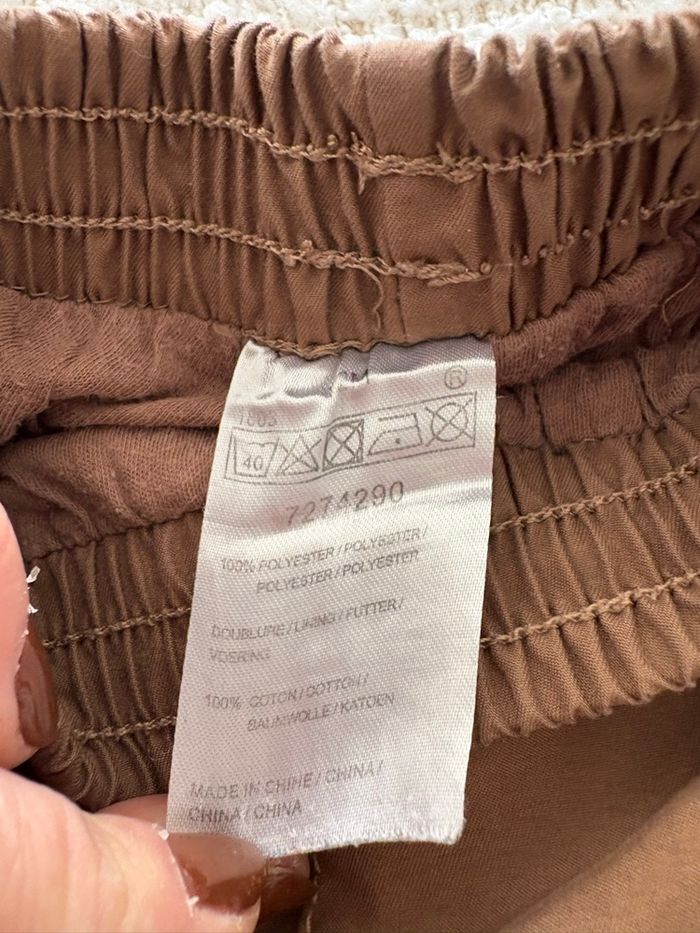 ®
1603
40
7274290
100% POLYESTER / POLYESTER /
POLYESTER / POLYESTER
DOUBLURE / LINING / FUTTER /
VOERING
100% COTON / COTTON /
BAUMWOLLE / KATOEN
MADE IN CHINE / CHINA /
CHINA / CHINA